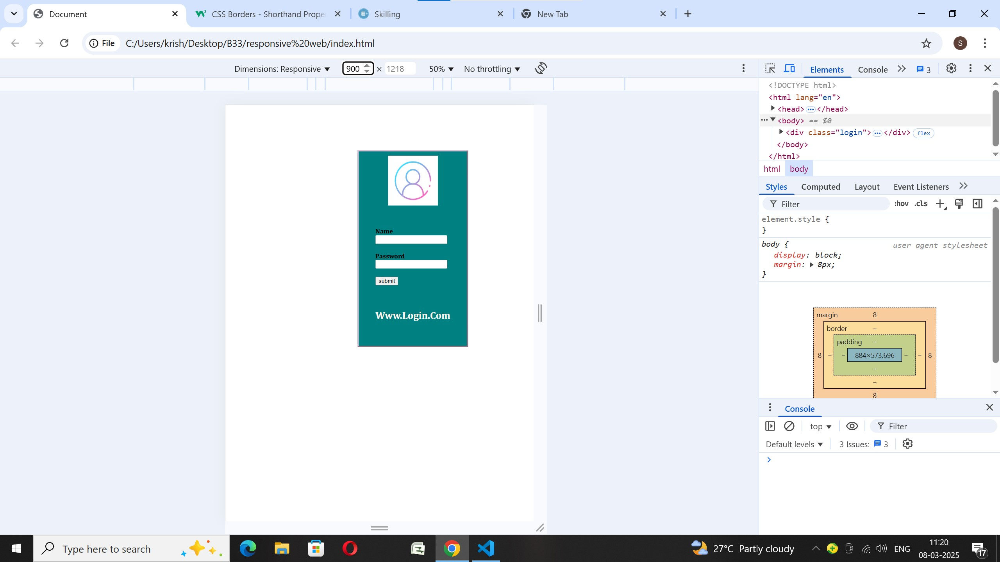 Document
CSS Borders - Shorthand Prope
Skilling
New Tab
File
C:/Users/krish/Desktop/B33/responsive%20web/index.html
S
Dimensions: Responsive
900
×
1218
50%
No throttling
Elements
Console
3
<!DOCTYPE html>
<html lang="en">
<head> ••• </head>
••• <body> == $0
<div class="login"> ••• </div> flex
</body>
</html>
html
body
Styles
Computed
Layout
Event Listeners
Filter
:hov
.cls
element.style {
}
body {
user agent stylesheet
display: block;
margin: 8px;
}
margin
8
border
–
padding
–
8
–
–
884×573.696
–
–
8
–
–
8
Console
top
Filter
Default levels
3 Issues:
3
Name
Password
submit
Www.Login.Com
Type here to search
27°C Partly cloudy
ENG
11:20
08-03-2025
17